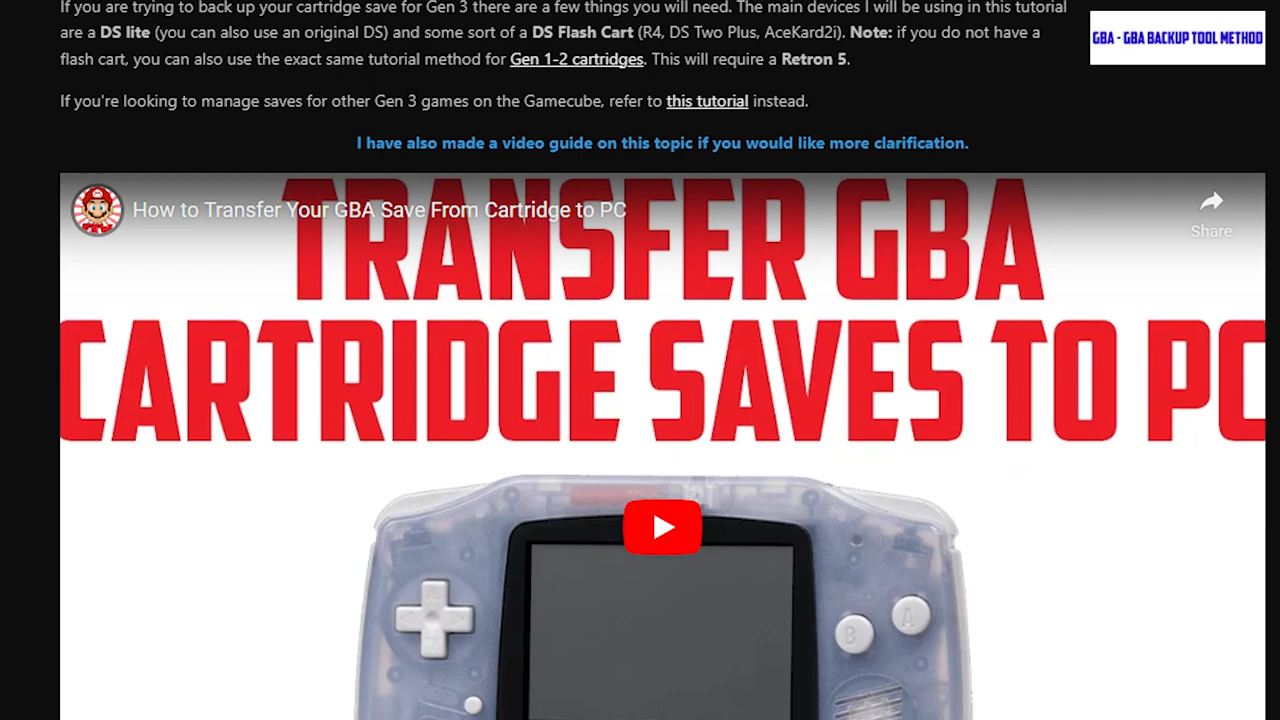 If you are trying to back up your cartridge save for Gen 3 there are a few things you will need. The main devices I will be using in this tutorial
are a DS lite (you can also use an original DS) and some sort of a DS Flash Cart (R4, DS Two Plus, AceKard2i). Note: if you do not have a
flash cart, you can also use the exact same tutorial method for Gen 1-2 cartridges. This will require a Retron 5.
GBA - GBA BACKUP TOOL METHOD
If you're looking to manage saves for other Gen 3 games on the Gamecube, refer to this tutorial instead.
I have also made a video guide on this topic if you would like more clarification.
How to Transfer Your GBA Save From Cartridge to PC
Share
TRANSFER GBA
CARTRIDGE SAVES TO PC
B
A